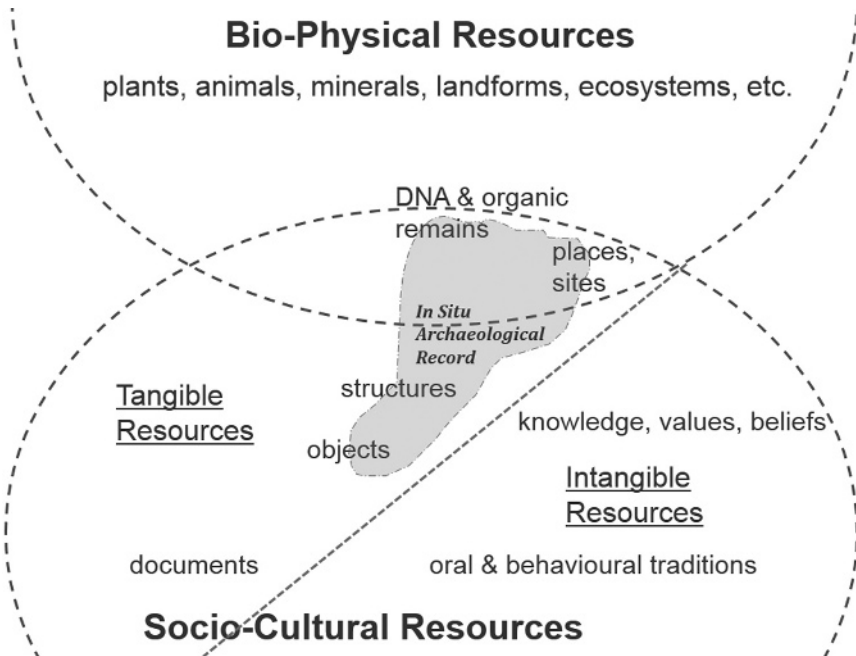 Bio-Physical Resources
plants, animals, minerals, landforms, ecosystems, etc.
DNA & organic
remains
places,
sites
In Situ
Archaeological
Record
structures
objects
Tangible
Resources
knowledge, values, beliefs
Intangible
Resources
documents
oral & behavioural traditions
Socio-Cultural Resources